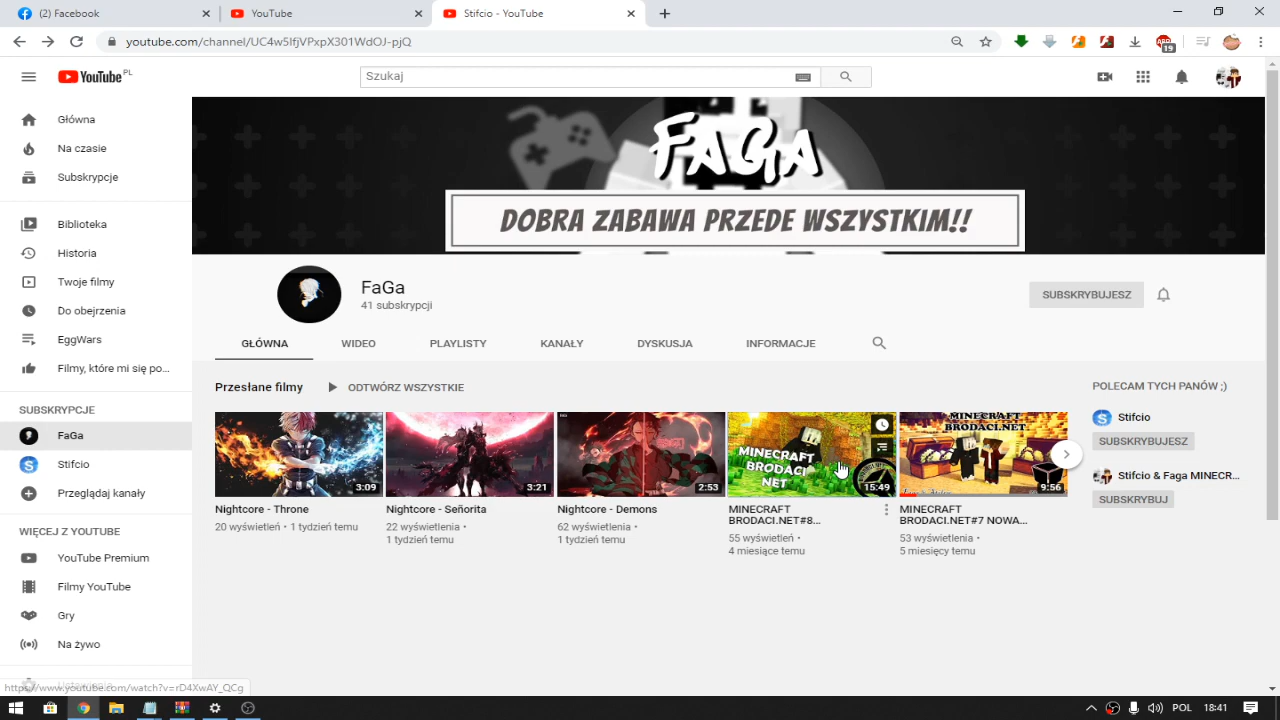 (2) Facebook
YouTube
Stifcio - YouTube
youtube.com/channel/UC4w5IfjVPxpX301WdOJ-pjQ
ABP
19
YouTube PL
Szukaj
Główna
Na czasie
Subskrypcje
Biblioteka
Historia
Twoje filmy
Do obejrzenia
EggWars
Filmy, które mi się po...
SUBSKRYPCJE
FaGa
Stifcio
Przeglądaj kanały
WIĘCEJ Z YOUTUBE
YouTube Premium
Filmy YouTube
Gry
Na żywo
https://www.youtube.com/watch?v=rD4XwAY_QCg
FAGA
DOBRA ZABAWA PRZEDE WSZYSTKIM!!
FaGa
41 subskrypcji
SUBSKRYBUJESZ
GŁÓWNA
WIDEO
PLAYLISTY
KANAŁY
DYSKUSJA
INFORMACJE
Przesłane filmy
ODTWÓRZ WSZYSTKIE
3:09
Nightcore - Throne
20 wyświetleń • 1 tydzień temu
3:21
Nightcore - Señorita
22 wyświetlenia •
1 tydzień temu
2:53
Nightcore - Demons
62 wyświetlenia •
1 tydzień temu
MINECRAFT
BRODACI
NET
15:49
MINECRAFT
BRODACI.NET#8...
55 wyświetleń •
4 miesiące temu
MINECRAFT
BRODACI.NET
9:56
MINECRAFT
BRODACI.NET#7 NOWA...
53 wyświetlenia •
5 miesięcy temu
POLECAM TYCH PANÓW ;)
Stifcio
SUBSKRYBUJESZ
Stifcio & Faga MINECR...
SUBSKRYBUJ
POL
18:41